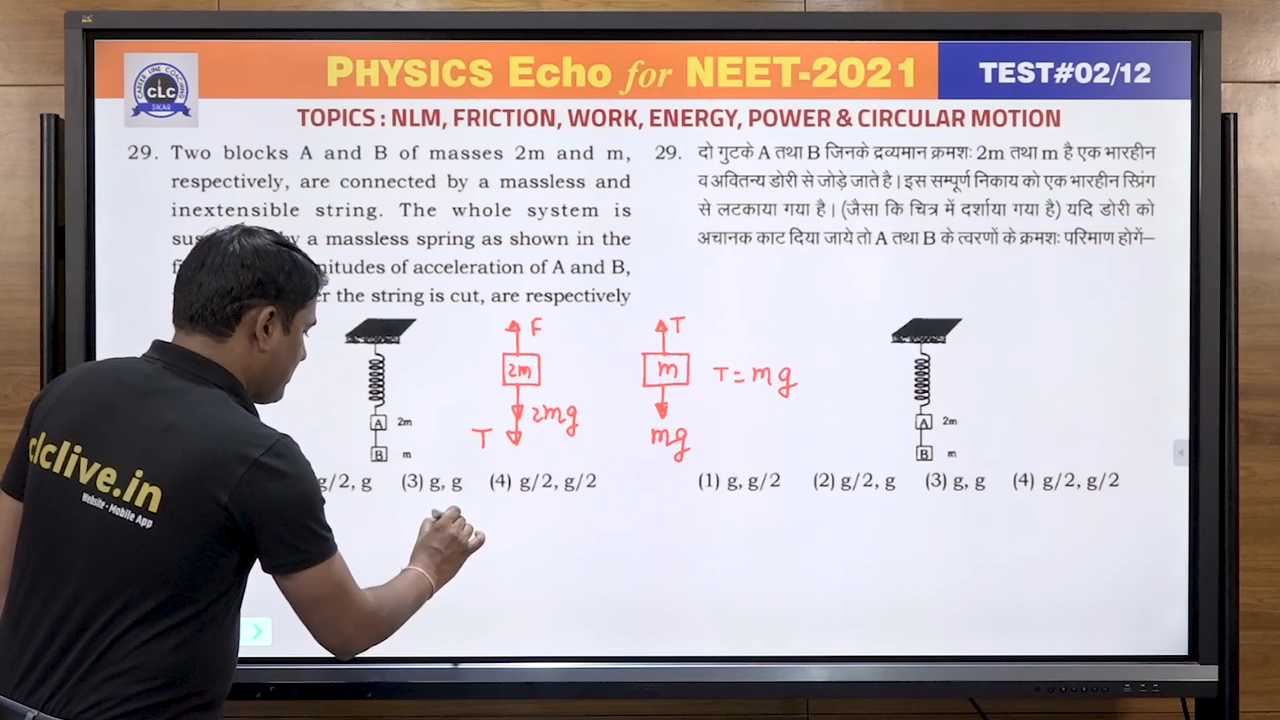 PHYSICS Echo for NEET-2021
TEST#02/12
CLC
SIKAR
TOPICS : NLM, FRICTION, WORK, ENERGY, POWER & CIRCULAR MOTION
29. Two blocks A and B of masses 2m and m,
respectively, are connected by a massless and
inextensible string. The whole system is
by a massless spring as shown in the
of acceleration of A and B,
the string is cut, are respectively
F
2m
2mg
T
T
m
mg
T = mg
A 2m
B m
g/2, g (3) g, g (4) g/2, g/2
29. दो गुटके A तथा B जिनके द्रव्यमान क्रमशः 2m तथा m है एक भारहीन
व अवितन्य डोरी से जोड़े जाते है। इस सम्पूर्ण निकाय को एक भारहीन स्प्रिंग
से लटकाया गया है। (जैसा कि चित्र में दर्शाया गया है) यदि डोरी को
अचानक काट दिया जाये तो A तथा B के त्वरणों के क्रमशः परिमाण होगें–
A 2m
B m
(1) g, g/2 (2) g/2, g (3) g, g (4) g/2, g/2
clclive.in
Website • Mobile App